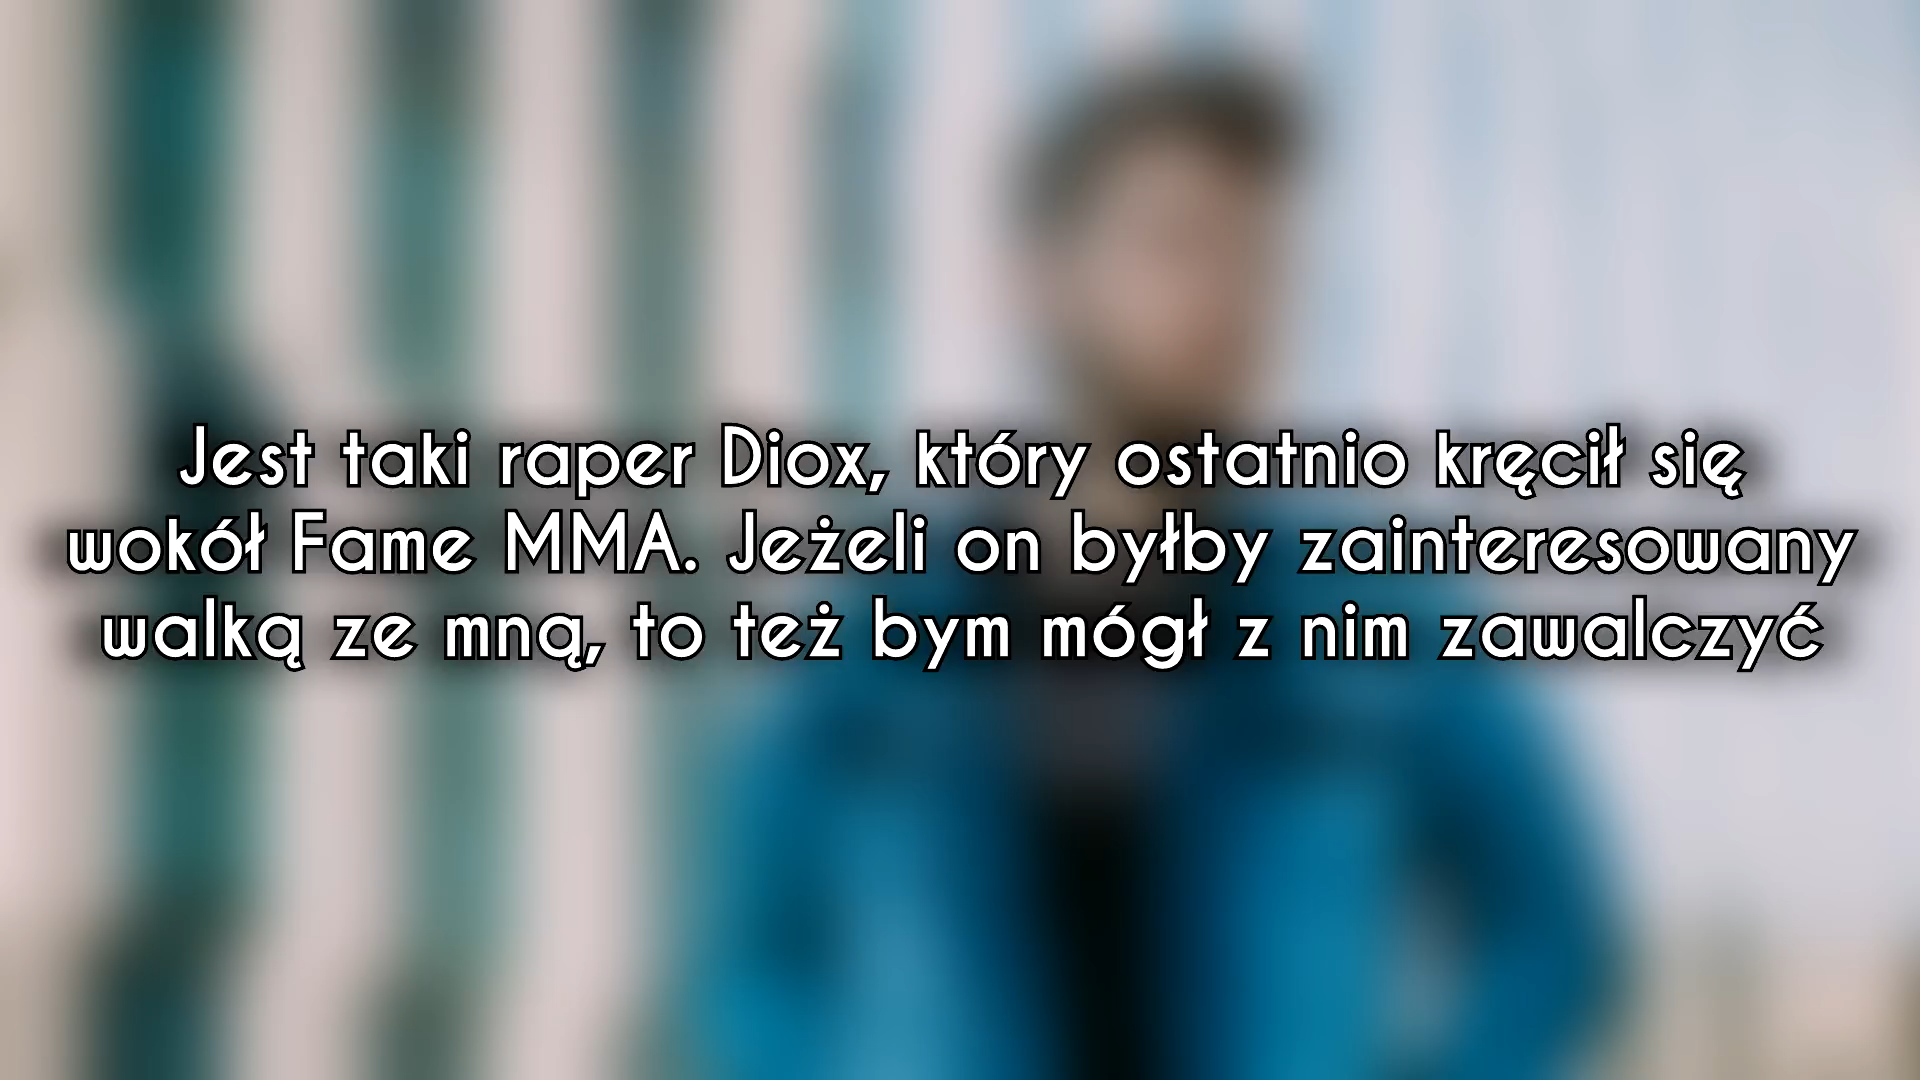 Jest taki raper Diox, który ostatnio kręcił się
wokół Fame MMA. Jeżeli on byłby zainteresowany
walką ze mną, to też bym mógł z nim zawalczyć